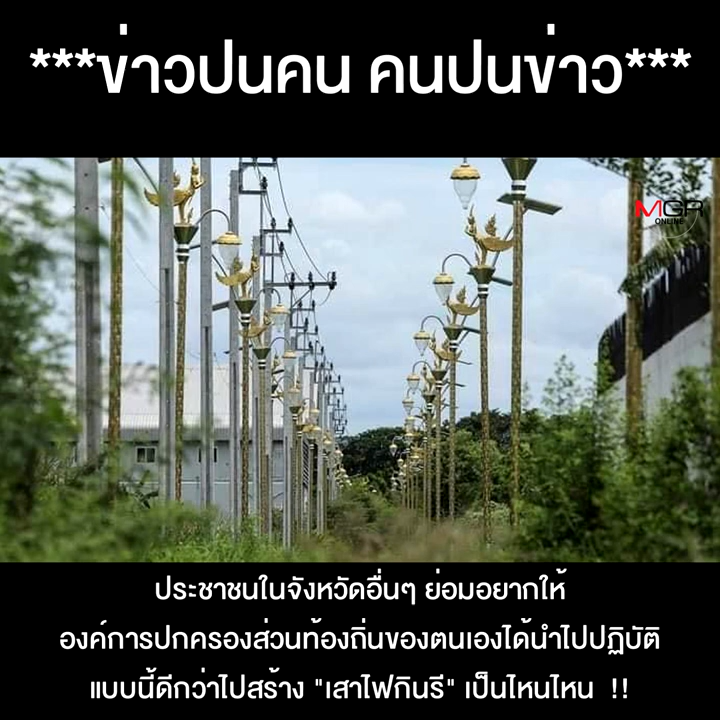 ***ข่าวปนคน คนปนข่าว***
MGR
ONLINE
ประชาชนในจังหวัดอื่นๆ ย่อมอยากให้
องค์การปกครองส่วนท้องถิ่นของตนเองได้นำไปปฏิบัติ
แบบนี้ดีกว่าไปสร้าง "เสาไฟกินรี" เป็นไหนไหน !!